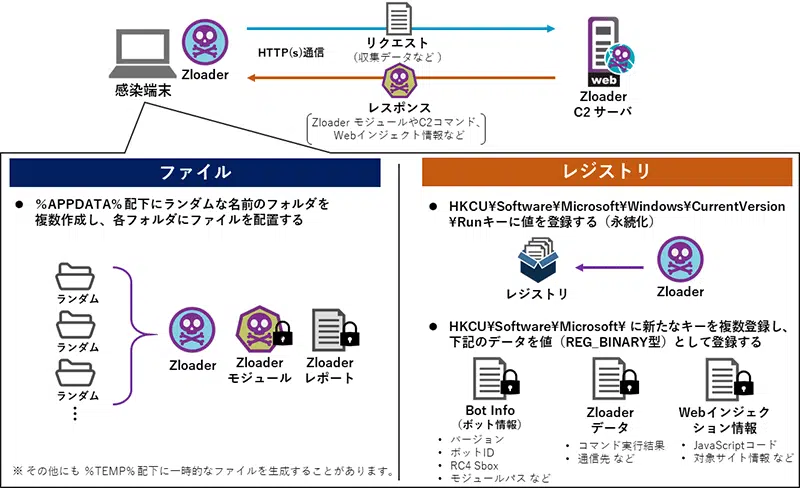 HTTP(s)通信
リクエスト
(収集データなど)
Zloader
感染端末
レスポンス
Zloader モジュールやC2コマンド、
Webインジェクト情報など
web
Zloader
C2 サーバ
ファイル
● %APPDATA% 配下にランダムな名前のフォルダを
複数作成し、各フォルダにファイルを配置する
ランダム
ランダム
ランダム
⋮
Zloader
Zloader
モジュール
Zloader
レポート
※ その他にも %TEMP% 配下に一時的なファイルを生成することがあります。
レジストリ
● HKCU¥Software¥Microsoft¥Windows¥CurrentVersion
¥Runキーに値を登録する（永続化）
レジストリ
Zloader
● HKCU¥Software¥Microsoft¥ に新たなキーを複数登録し、
下記のデータを値（REG_BINARY型）として登録する
Bot Info
（ボット情報）
・ バージョン
・ ボットID
・ RC4 Sbox
・ モジュールパス など
Zloader
データ
・ コマンド実行結果
・ 通信先 など
Webインジェク
ション情報
・ JavaScriptコード
・ 対象サイト情報 など